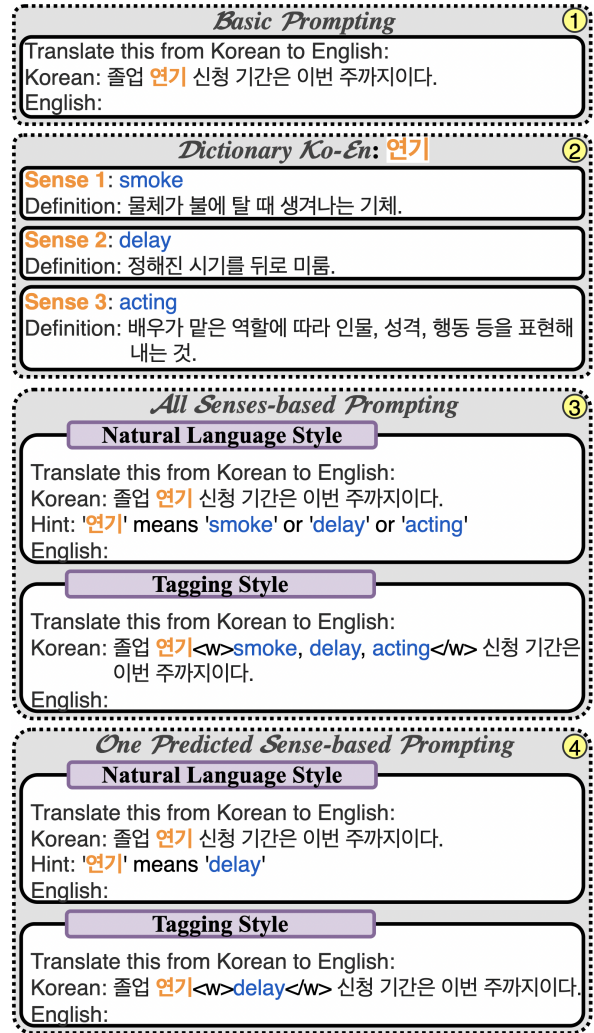 Basic Prompting
1
Translate this from Korean to English:
Korean: 졸업 연기 신청 기간은 이번 주까지이다.
English:
Dictionary Ko-En: 연기
2
Sense 1: smoke
Definition: 물체가 불에 탈 때 생겨나는 기체.
Sense 2: delay
Definition: 정해진 시기를 뒤로 미룸.
Sense 3: acting
Definition: 배우가 맡은 역할에 따라 인물, 성격, 행동 등을 표현해
내는 것.
All Senses-based Prompting
3
Natural Language Style
Translate this from Korean to English:
Korean: 졸업 연기 신청 기간은 이번 주까지이다.
Hint: '연기' means 'smoke' or 'delay' or 'acting'
English:
Tagging Style
Translate this from Korean to English:
Korean: 졸업 연기<w>smoke, delay, acting</w> 신청 기간은
이번 주까지이다.
English:
One Predicted Sense-based Prompting
4
Natural Language Style
Translate this from Korean to English:
Korean: 졸업 연기 신청 기간은 이번 주까지이다.
Hint: '연기' means 'delay'
English:
Tagging Style
Translate this from Korean to English:
Korean: 졸업 연기<w>delay</w> 신청 기간은 이번 주까지이다.
English: